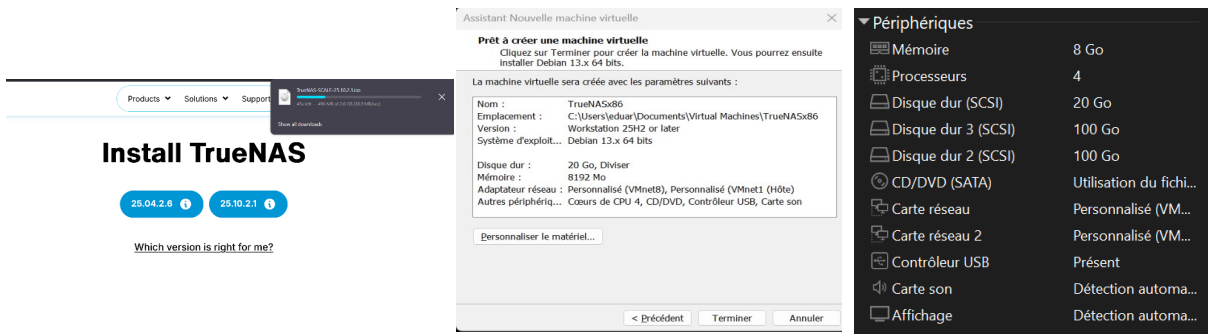 Products Solutions Support
TrueNAS-SCALE-25.10.2.1.iso
Show all downloads
Install TrueNAS
25.04.2.6 25.10.2.1
Which version is right for me?
Assistant Nouvelle machine virtuelle
Prêt à créer une machine virtuelle
Cliquez sur Terminer pour créer la machine virtuelle. Vous pourrez ensuite
installer Debian 13.x 64 bits.
La machine virtuelle sera créée avec les paramètres suivants :
Nom : TrueNASx86
Emplacement : C:\Users\eduar\Documents\Virtual Machines\TrueNASx86
Version : Workstation 25H2 or later
Système d'exploit... Debian 13.x 64 bits
Disque dur : 20 Go, Diviser
Mémoire : 8192 Mo
Adaptateur réseau : Personnalisé (VMnet8), Personnalisé (VMnet1 (Hôte)
Autres périphériq... Cœurs de CPU 4, CD/DVD, Contrôleur USB, Carte son
Personnaliser le matériel...
< Précédent Terminer Annuler
Périphériques
Mémoire 8 Go
Processeurs 4
Disque dur (SCSI) 20 Go
Disque dur 3 (SCSI) 100 Go
Disque dur 2 (SCSI) 100 Go
CD/DVD (SATA) Utilisation du fichi...
Carte réseau Personnalisé (VM...
Carte réseau 2 Personnalisé (VM...
Contrôleur USB Présent
Carte son Détection automa...
Affichage Détection automa...